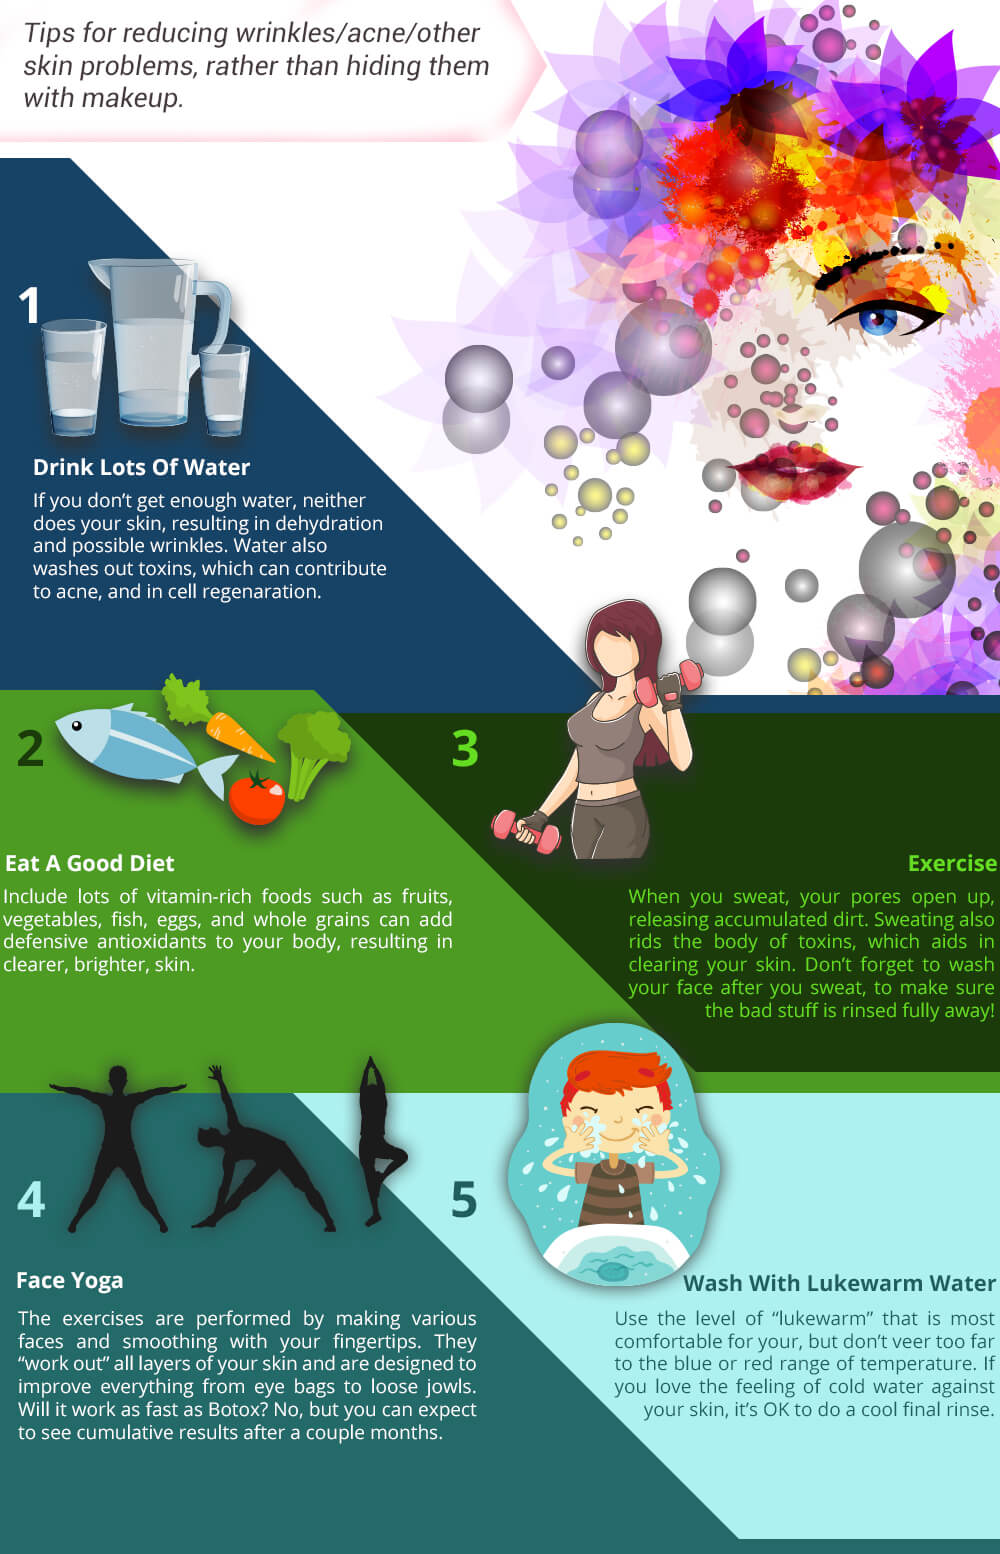 Tips for reducing wrinkles/acne/other
skin problems, rather than hiding them
with makeup.
1
Drink Lots Of Water
If you don’t get enough water, neither
does your skin, resulting in dehydration
and possible wrinkles. Water also
washes out toxins, which can contribute
to acne, and in cell regenaration.
2
Eat A Good Diet
Include lots of vitamin-rich foods such as fruits,
vegetables, fish, eggs, and whole grains can add
defensive antioxidants to your body, resulting in
clearer, brighter, skin.
3
Exercise
When you sweat, your pores open up,
releasing accumulated dirt. Sweating also
rids the body of toxins, which aids in
clearing your skin. Don’t forget to wash
your face after you sweat, to make sure
the bad stuff is rinsed fully away!
4
Face Yoga
The exercises are performed by making various
faces and smoothing with your fingertips. They
“work out” all layers of your skin and are designed to
improve everything from eye bags to loose jowls.
Will it work as fast as Botox? No, but you can expect
to see cumulative results after a couple months.
5
Wash With Lukewarm Water
Use the level of “lukewarm” that is most
comfortable for your, but don’t veer too far
to the blue or red range of temperature. If
you love the feeling of cold water against
your skin, it’s OK to do a cool final rinse.